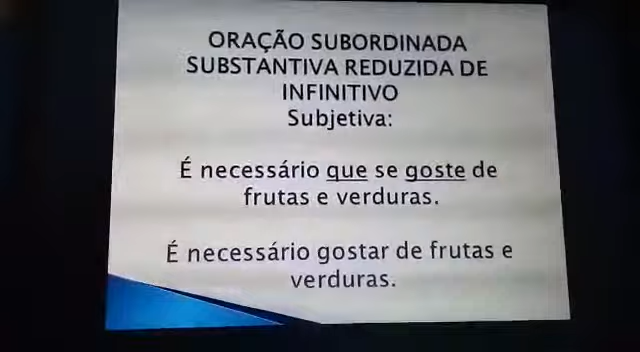 ORAÇÃO SUBORDINADA
SUBSTANTIVA REDUZIDA DE
INFINITIVO
Subjetiva:
É necessário que se goste de
frutas e verduras.
É necessário gostar de frutas e
verduras.